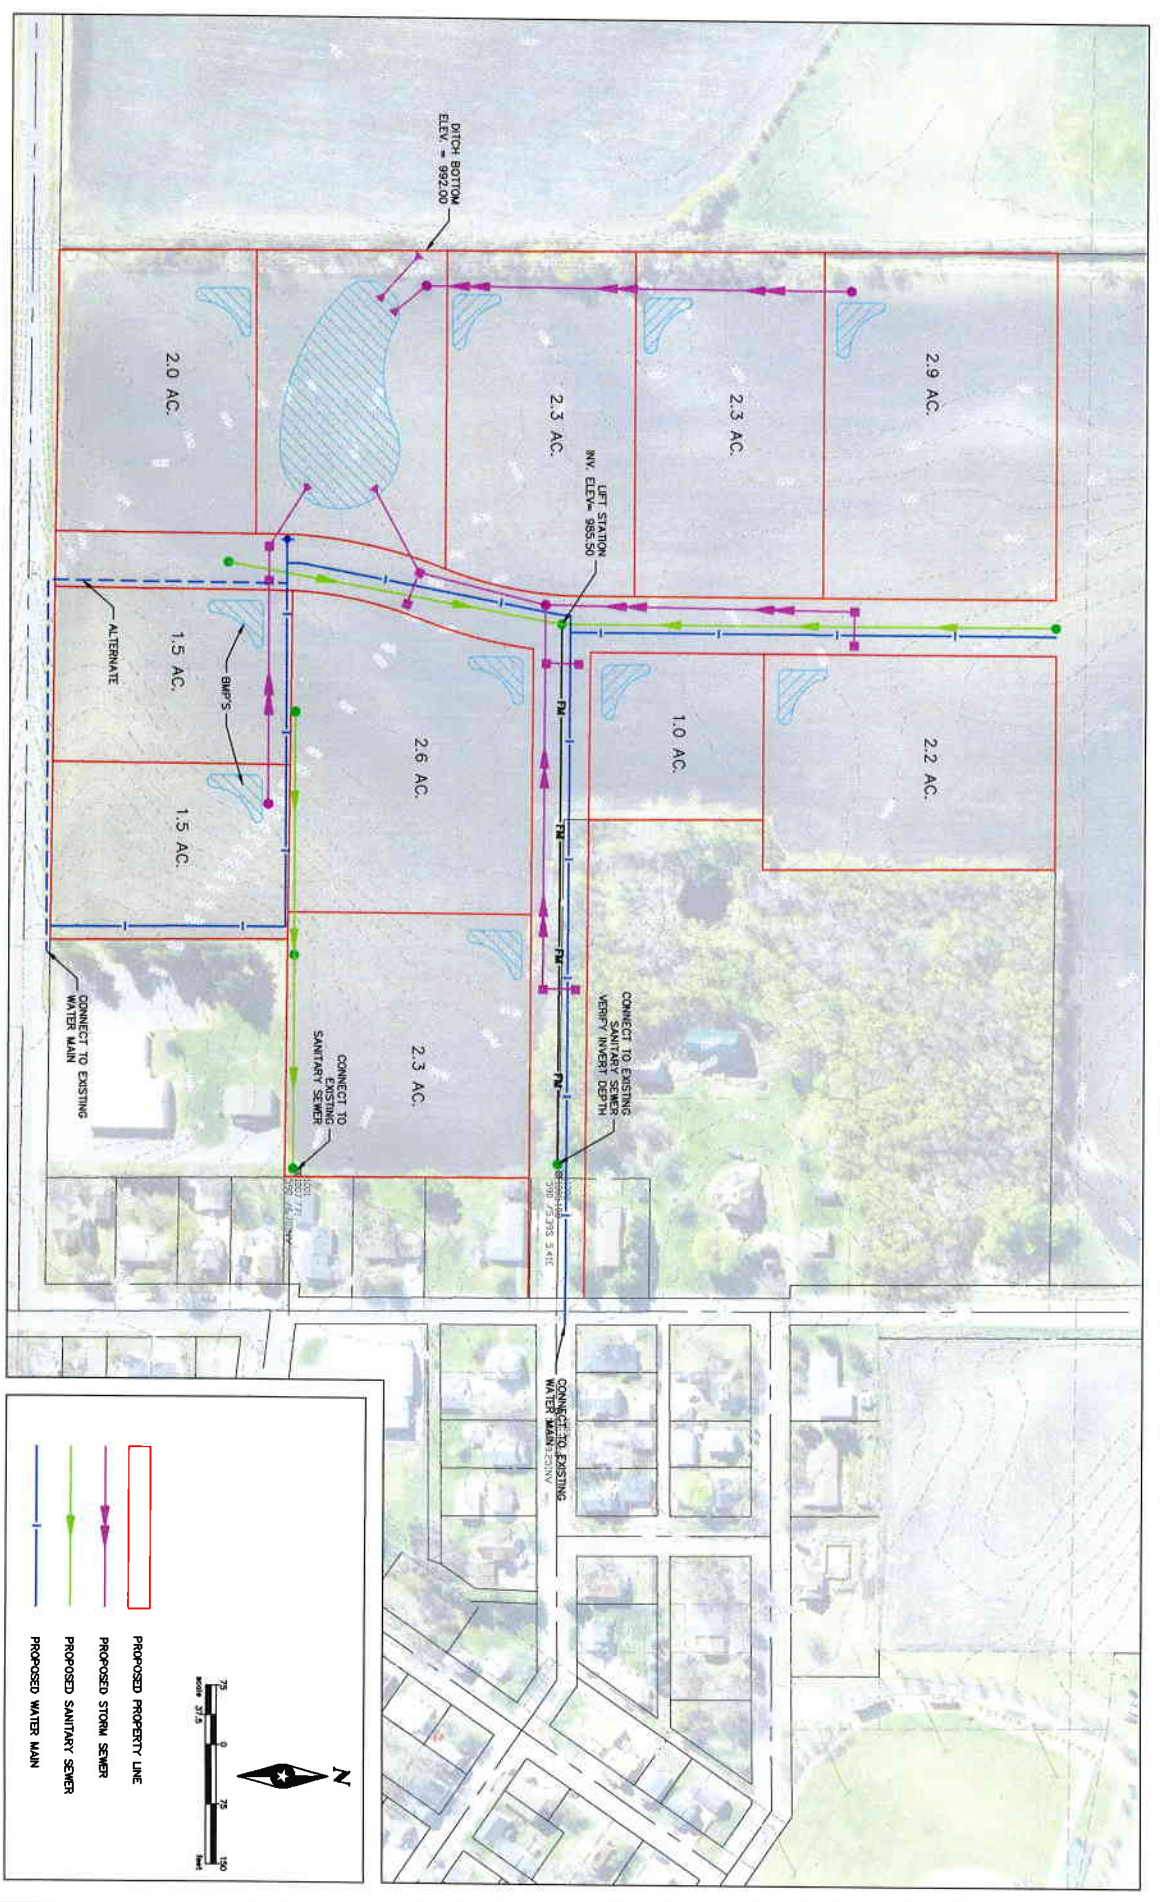 DITCH BOTTOM
ELEV. = 992.00
2.9 AC.
2.3 AC.
2.3 AC.
2.0 AC.
LIFT STATION
INV. ELEV= 985.50
2.2 AC.
1.0 AC.
2.6 AC.
1.5 AC.
1.5 AC.
2.3 AC.
BMP'S
ALTERNATE
FM
FM
FM
FM
CONNECT TO EXISTING
SANITARY SEWER
VERIFY INVERT DEPTH
CONNECT TO
EXISTING
SANITARY SEWER
CONNECT TO EXISTING
WATER MAIN
CONNECT TO EXISTING
WATER MAIN
N
75
0
75
150
scale
37.5
feet
PROPOSED PROPERTY LINE
PROPOSED STORM SEWER
PROPOSED SANITARY SEWER
PROPOSED WATER MAIN